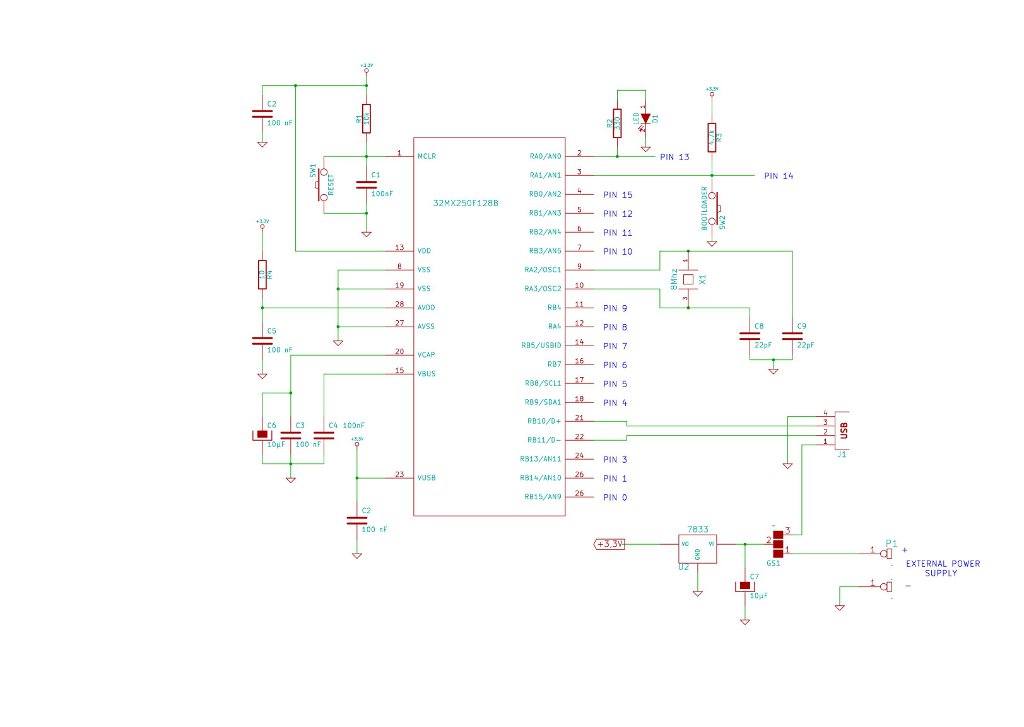 +3,3V
C2
100 nF
R1
10k
SW1
RESET
C1
100nF
+3,3V
10
R4
C5
100 nF
C6
10µF
C3
100 nF
C4 100nF
+3,3V
C2
100 nF
32MX250F128B
1 MCLR
13 VDD
8 VSS
19 VSS
28 AVDD
27 AVSS
20 VCAP
15 VBUS
23 VUSB
RA0/AN0 2
RA1/AN1 3
RB0/AN2 4
RB1/AN3 5
RB2/AN4 6
RB3/AN5 7
RA2/OSC1 9
RA3/OSC2 10
RB4 11
RA4 12
RB5/USBID 14
RB7 16
RB8/SCL1 17
RB9/SDA1 18
RB10/D+ 21
RB11/D- 22
RB13/AN11 24
RB14/AN10 26
RB15/AN9 26
R2
330
LED
D1
1
2
+3,3V
4.7k
R3
PIN 13
PIN 14
PIN 15
PIN 12
PIN 11
PIN 10
PIN 9
PIN 8
PIN 7
PIN 6
PIN 5
PIN 4
PIN 3
PIN 1
PIN 0
BOOTLOADER
SW2
8Mhz
X1
1
3
C8
22pF
C9
22pF
4
3
2
1
USB
J1
+3,3V
7833
VO
VI
GND
U2
3
2
1
GS1
C7
10µF
P1
1
+
EXTERNAL POWER
SUPPLY
1
-